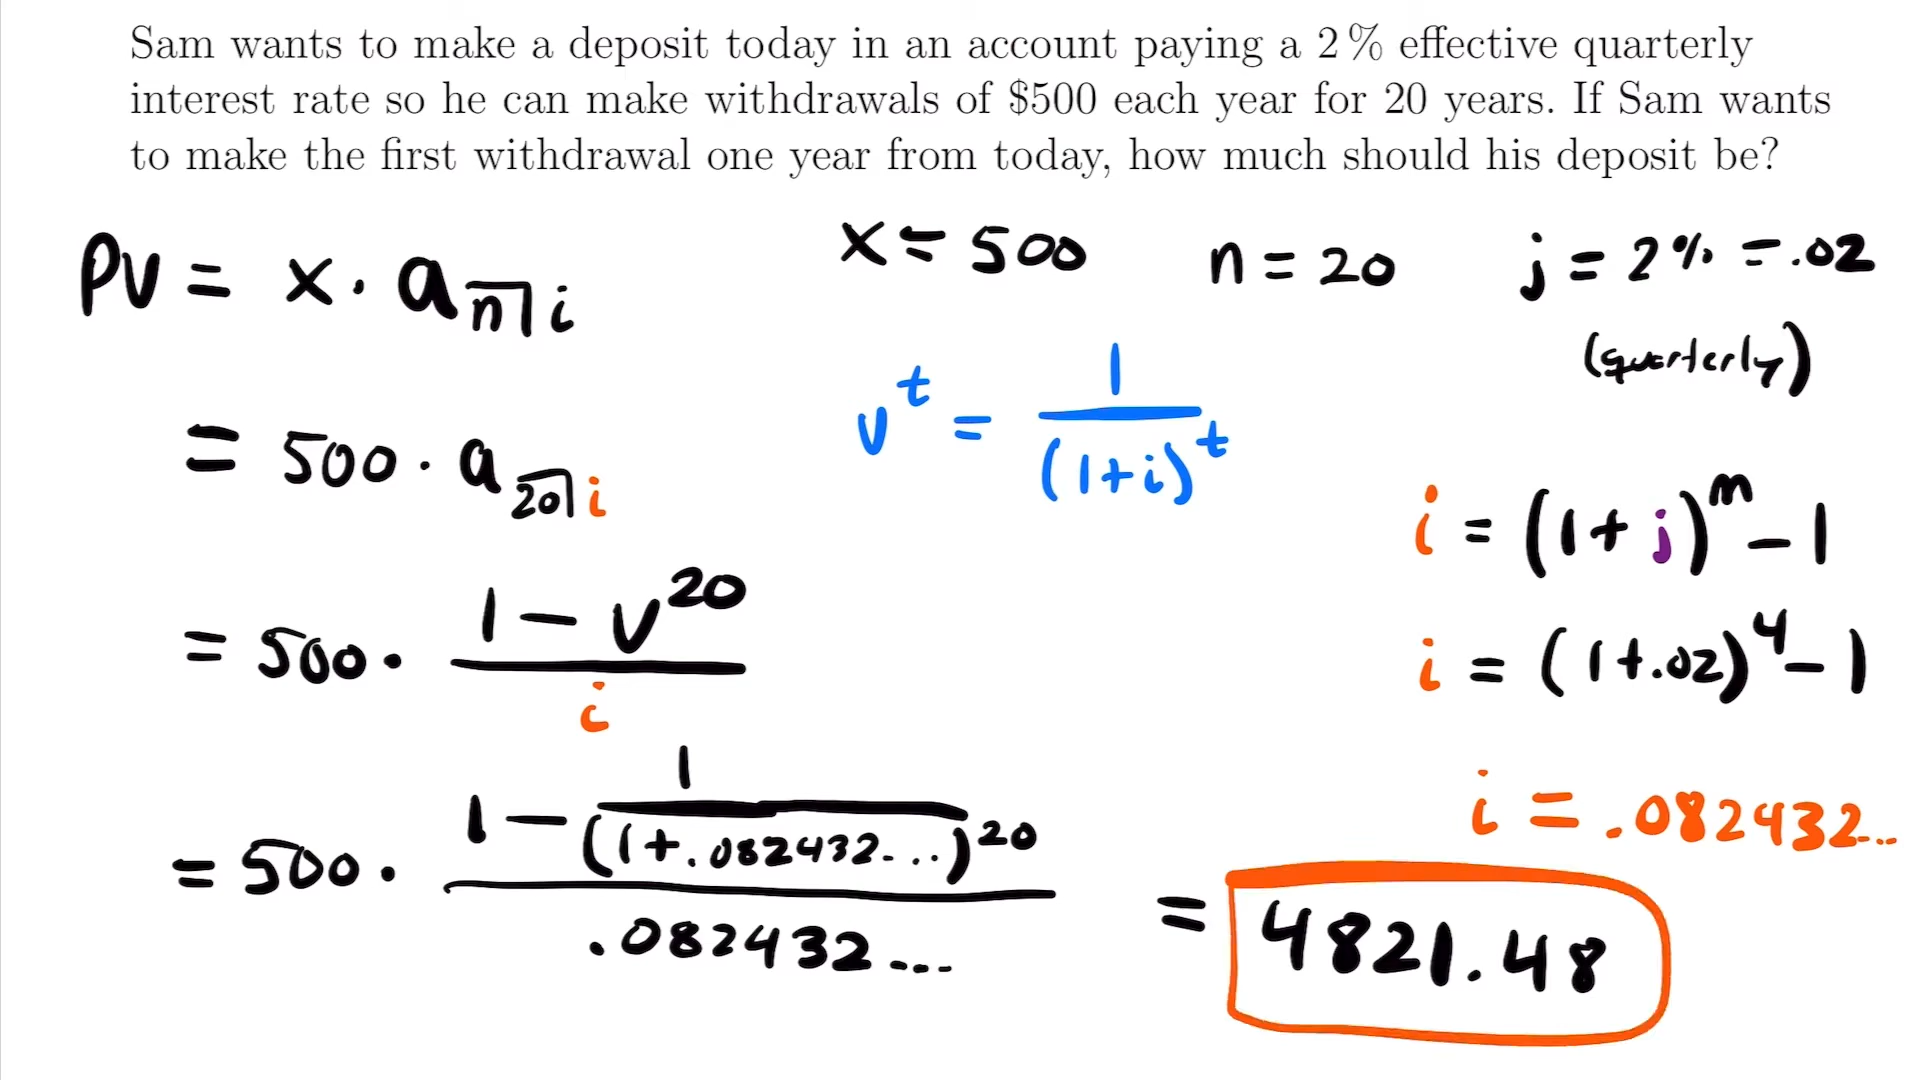 Sam wants to make a deposit today in an account paying a 2 % effective quarterly
interest rate so he can make withdrawals of $500 each year for 20 years. If Sam wants
to make the first withdrawal one year from today, how much should his deposit be?
PV = x · a n̅| i
x = 500
n = 20
j = 2% = .02
(quarterly)
= 500 · a 2̅0̅| i
v^t = 1 / (1+i)^t
i = (1 + j)^m − 1
= 500 · (1 − v^20) / i
i = (1+.02)^4 − 1
i = .082432...
= 500 · (1 − 1 / (1+.082432...)^20) / .082432...
= 4821.48